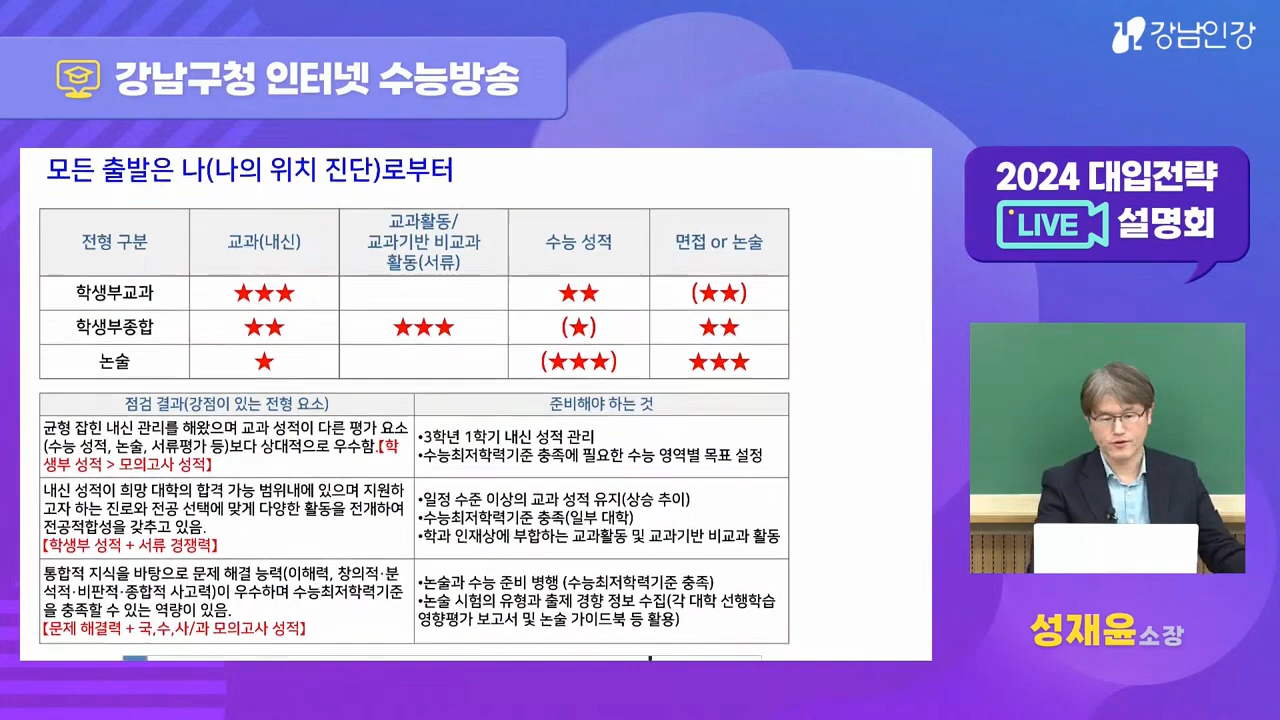 강남인강
강남구청 인터넷 수능방송
모든 출발은 나(나의 위치 진단)로부터
2024 대입전략
LIVE 설명회
전형 구분
교과(내신)
교과활동/
교과기반 비교과
활동(서류)
수능 성적
면접 or 논술
학생부교과 ★★★ ★★ (★★)
학생부종합 ★★ ★★★ (★) ★★
논술 ★ (★★★) ★★★
점검 결과(강점이 있는 전형 요소)
준비해야 하는 것
균형 잡힌 내신 관리를 해왔으며 교과 성적이 다른 평가 요소
(수능 성적, 논술, 서류평가 등)보다 상대적으로 우수함.【학
생부 성적 > 모의고사 성적】
•3학년 1학기 내신 성적 관리
•수능최저학력기준 충족에 필요한 수능 영역별 목표 설정
내신 성적이 희망 대학의 합격 가능 범위내에 있으며 지원하
고자 하는 진로와 전공 선택에 맞게 다양한 활동을 전개하여
전공적합성을 갖추고 있음.
【학생부 성적 + 서류 경쟁력】
•일정 수준 이상의 교과 성적 유지(상승 추이)
•수능최저학력기준 충족(일부 대학)
•학과 인재상에 부합하는 교과활동 및 교과기반 비교과 활동
통합적 지식을 바탕으로 문제 해결 능력(이해력, 창의적·분
석적·비판적·종합적 사고력)이 우수하며 수능최저학력기준
을 충족할 수 있는 역량이 있음.
【문제 해결력 + 국,수,사/과 모의고사 성적】
•논술과 수능 준비 병행 (수능최저학력기준 충족)
•논술 시험의 유형과 출제 경향 정보 수집(각 대학 선행학습
영향평가 보고서 및 논술 가이드북 등 활용)
성재윤소장